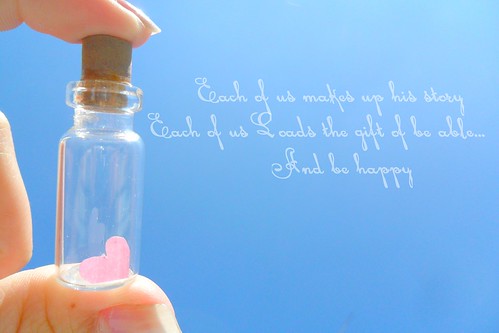 Each of us makes up his story
Each of us Loads the gift of be able...
And be happy